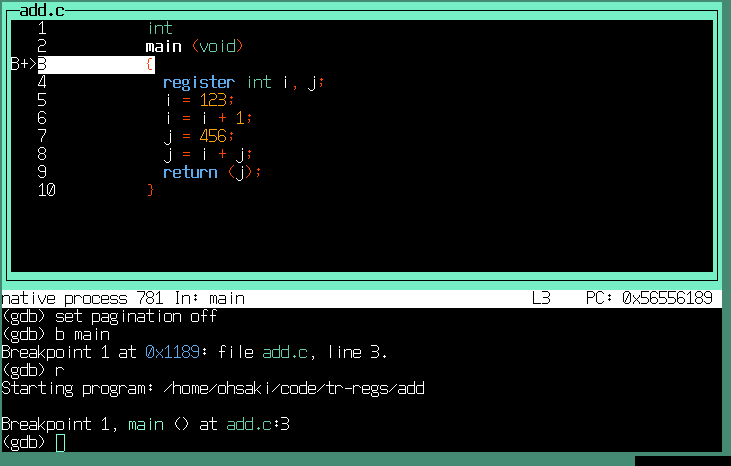 add.c
1 int
2 main (void)
B+>3 {
4 register int i, j;
5 i = 123;
6 i = i + 1;
7 j = 456;
8 j = i + j;
9 return (j);
10 }
native process 781 In: main L3 PC: 0x56556189
(gdb) set pagination off
(gdb) b main
Breakpoint 1 at 0x1189: file add.c, line 3.
(gdb) r
Starting program: /home/ohsaki/code/tr-regs/add
Breakpoint 1, main () at add.c:3
(gdb)